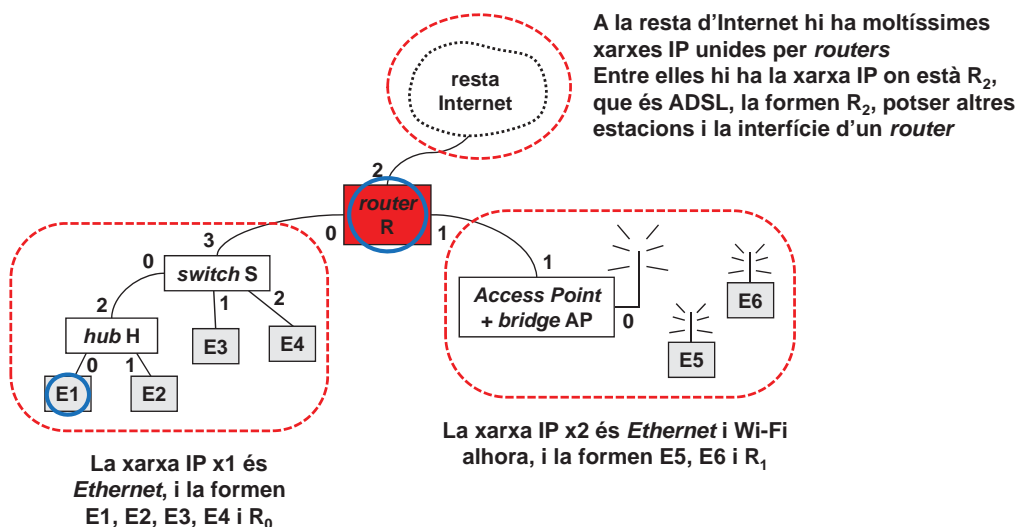 A la resta d'Internet hi ha moltíssimes
xarxes IP unides per routers
Entre elles hi ha la xarxa IP on està R2,
que és ADSL, la formen R2, potser altres
estacions i la interfície d'un router
resta
Internet
2
router
R
0
1
3
0
switch S
1
2
2
hub H
0
1
E1
E2
E3
E4
1
Access Point
+ bridge AP
0
E6
E5
La xarxa IP x1 és
Ethernet, i la formen
E1, E2, E3, E4 i R0
La xarxa IP x2 és Ethernet i Wi-Fi
alhora, i la formen E5, E6 i R1